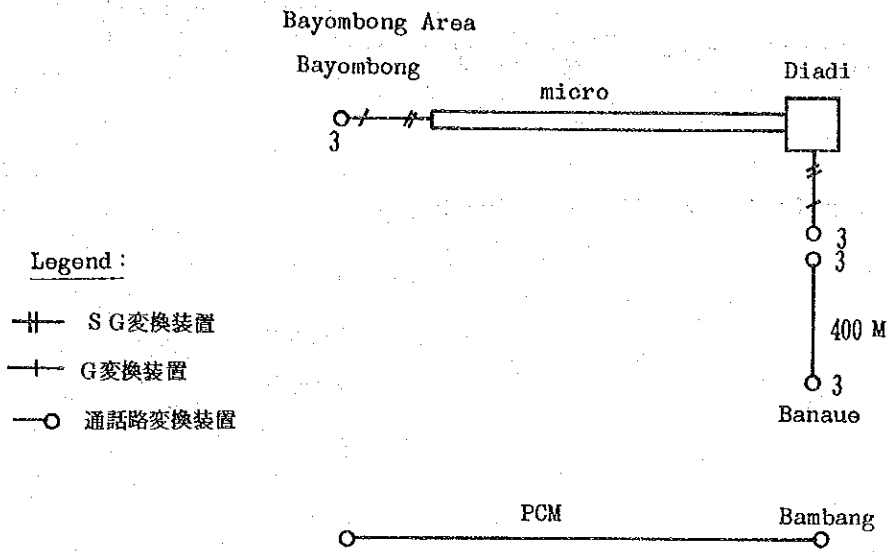 Bayombong Area
Bayombong
Diadi
micro
3
3
3
Legend :
SG変換装置
G変換装置
通話路変換装置
400 M
3
Banaue
PCM
Bambang